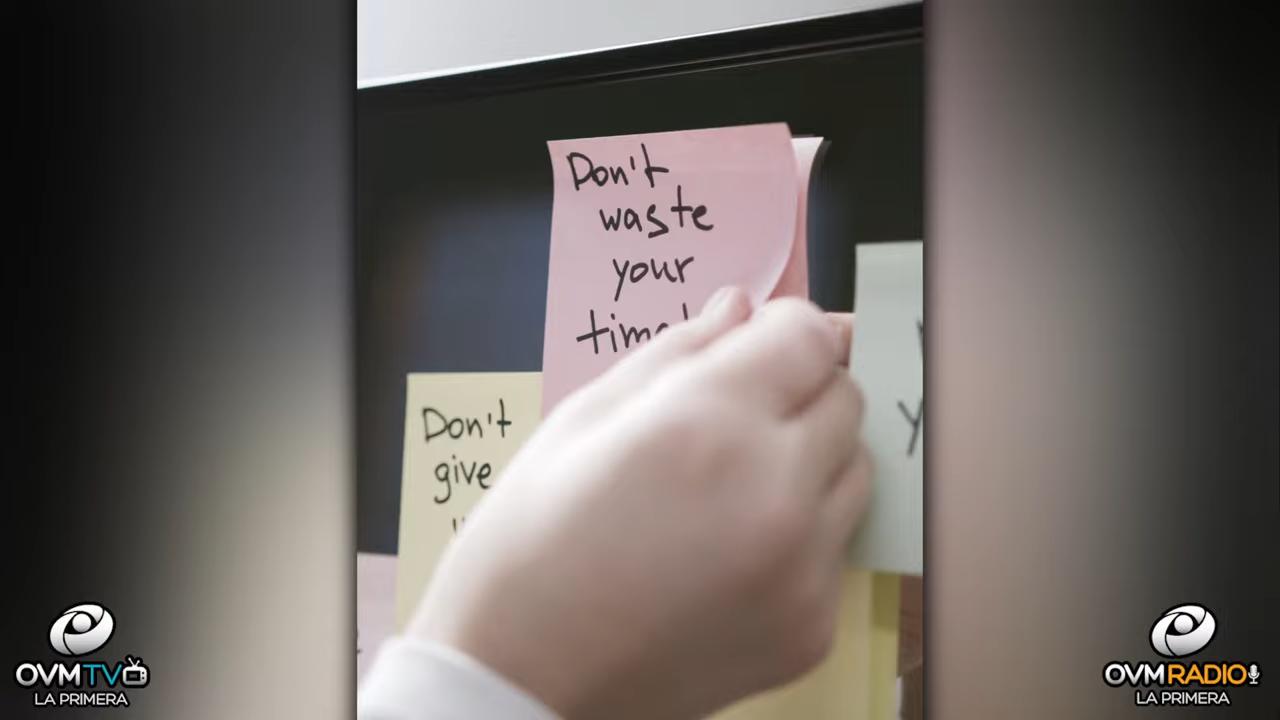 Don't
waste
your
Don't
give
OVMTV
LA PRIMERA
OVMRADIO
LA PRIMERA